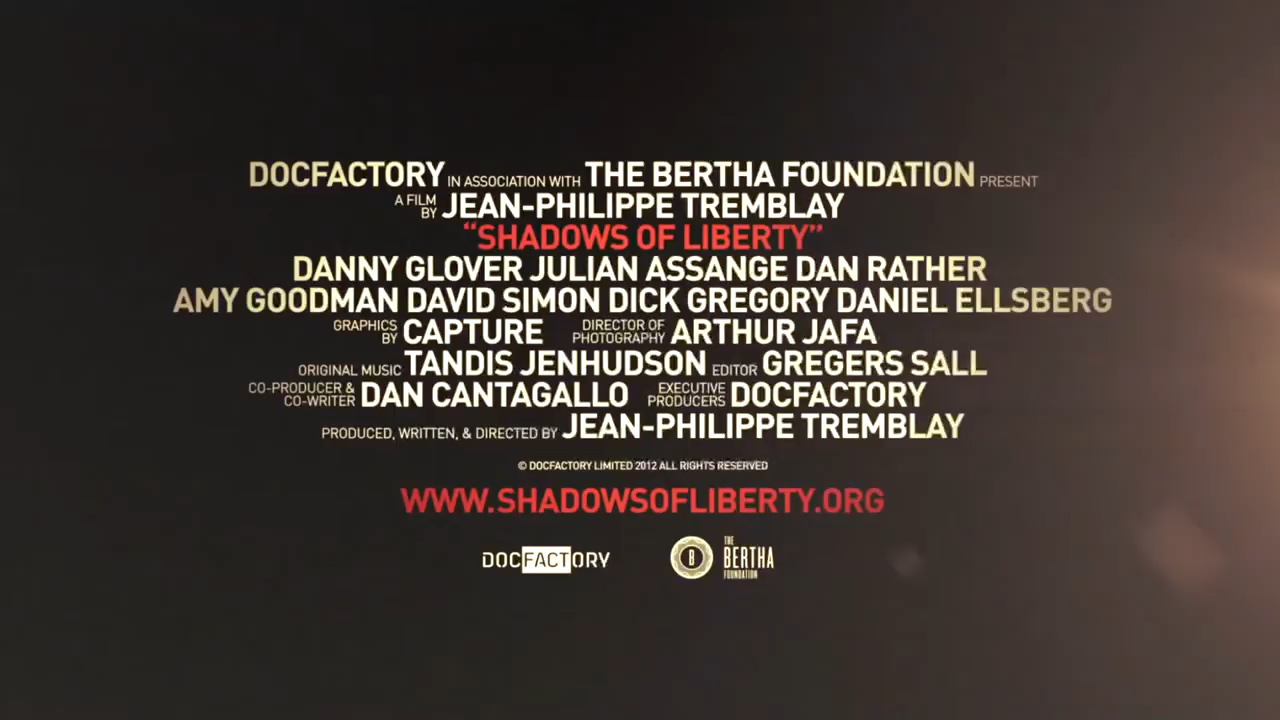 DOCFACTORY IN ASSOCIATION WITH THE BERTHA FOUNDATION PRESENT
A FILM BY JEAN-PHILIPPE TREMBLAY
“SHADOWS OF LIBERTY”
DANNY GLOVER JULIAN ASSANGE DAN RATHER
AMY GOODMAN DAVID SIMON DICK GREGORY DANIEL ELLSBERG
GRAPHICS BY CAPTURE DIRECTOR OF PHOTOGRAPHY ARTHUR JAFA
ORIGINAL MUSIC TANDIS JENHUDSON EDITOR GREGERS SALL
CO-PRODUCER & CO-WRITER DAN CANTAGALLO EXECUTIVE PRODUCERS DOCFACTORY
PRODUCED, WRITTEN, & DIRECTED BY JEAN-PHILIPPE TREMBLAY
© DOCFACTORY LIMITED 2012 ALL RIGHTS RESERVED
WWW.SHADOWSOFLIBERTY.ORG
DOCFACTORY B THE BERTHA FOUNDATION